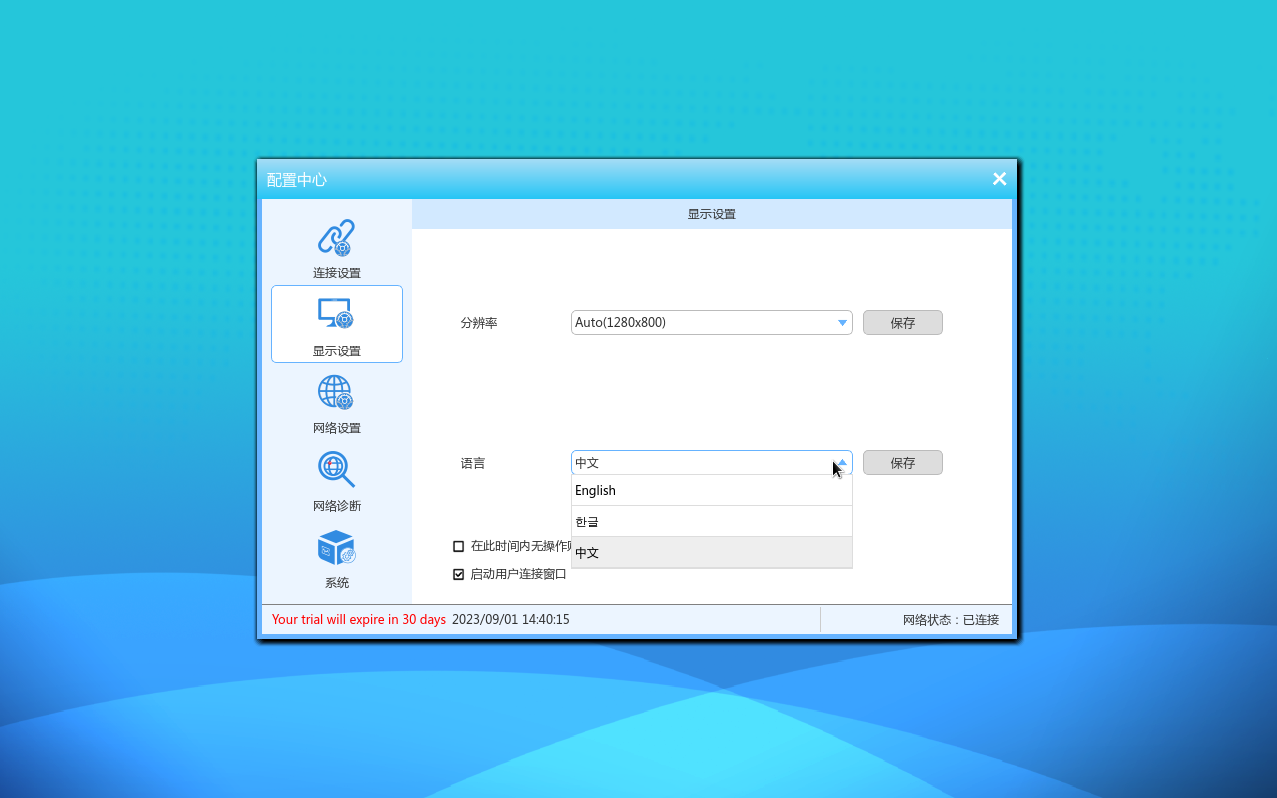 配置中心
显示设置
连接设置
显示设置
网络设置
网络诊断
系统
分辨率
Auto(1280x800)
保存
语言
中文
保存
English
한글
中文
在此时间内无操作
启动用户连接窗口
Your trial will expire in 30 days 2023/09/01 14:40:15
网络状态：已连接